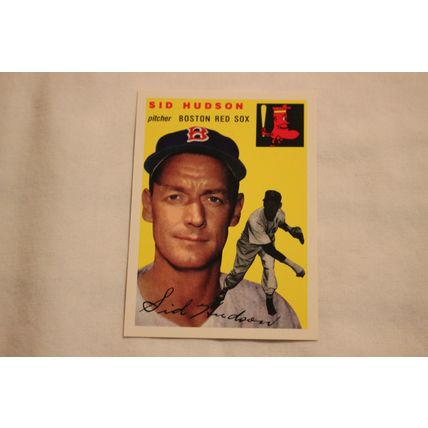 SID HUDSON
pitcher BOSTON RED SOX
B
Sid Hudson